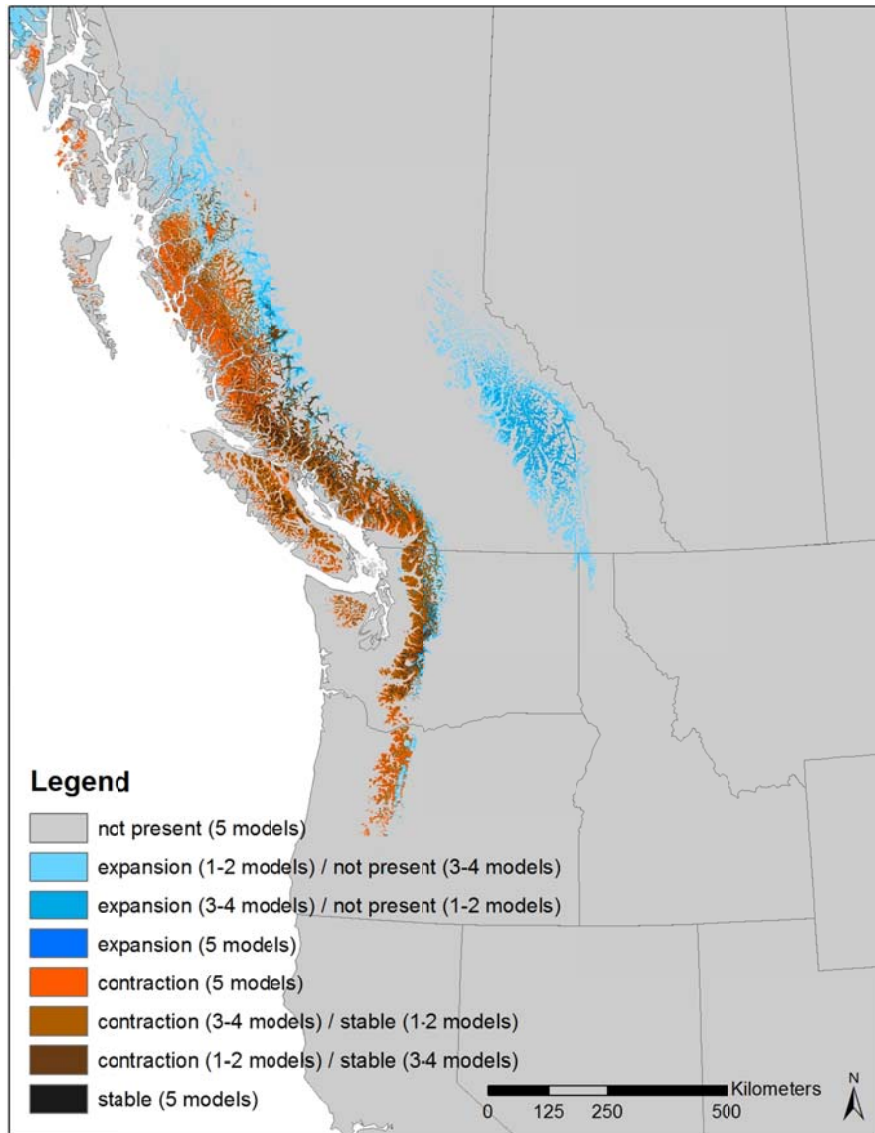 Legend
not present (5 models)
expansion (1-2 models) / not present (3-4 models)
expansion (3-4 models) / not present (1-2 models)
expansion (5 models)
contraction (5 models)
contraction (3-4 models) / stable (1-2 models)
contraction (1-2 models) / stable (3-4 models)
stable (5 models)
Kilometers
0 125 250 500
N